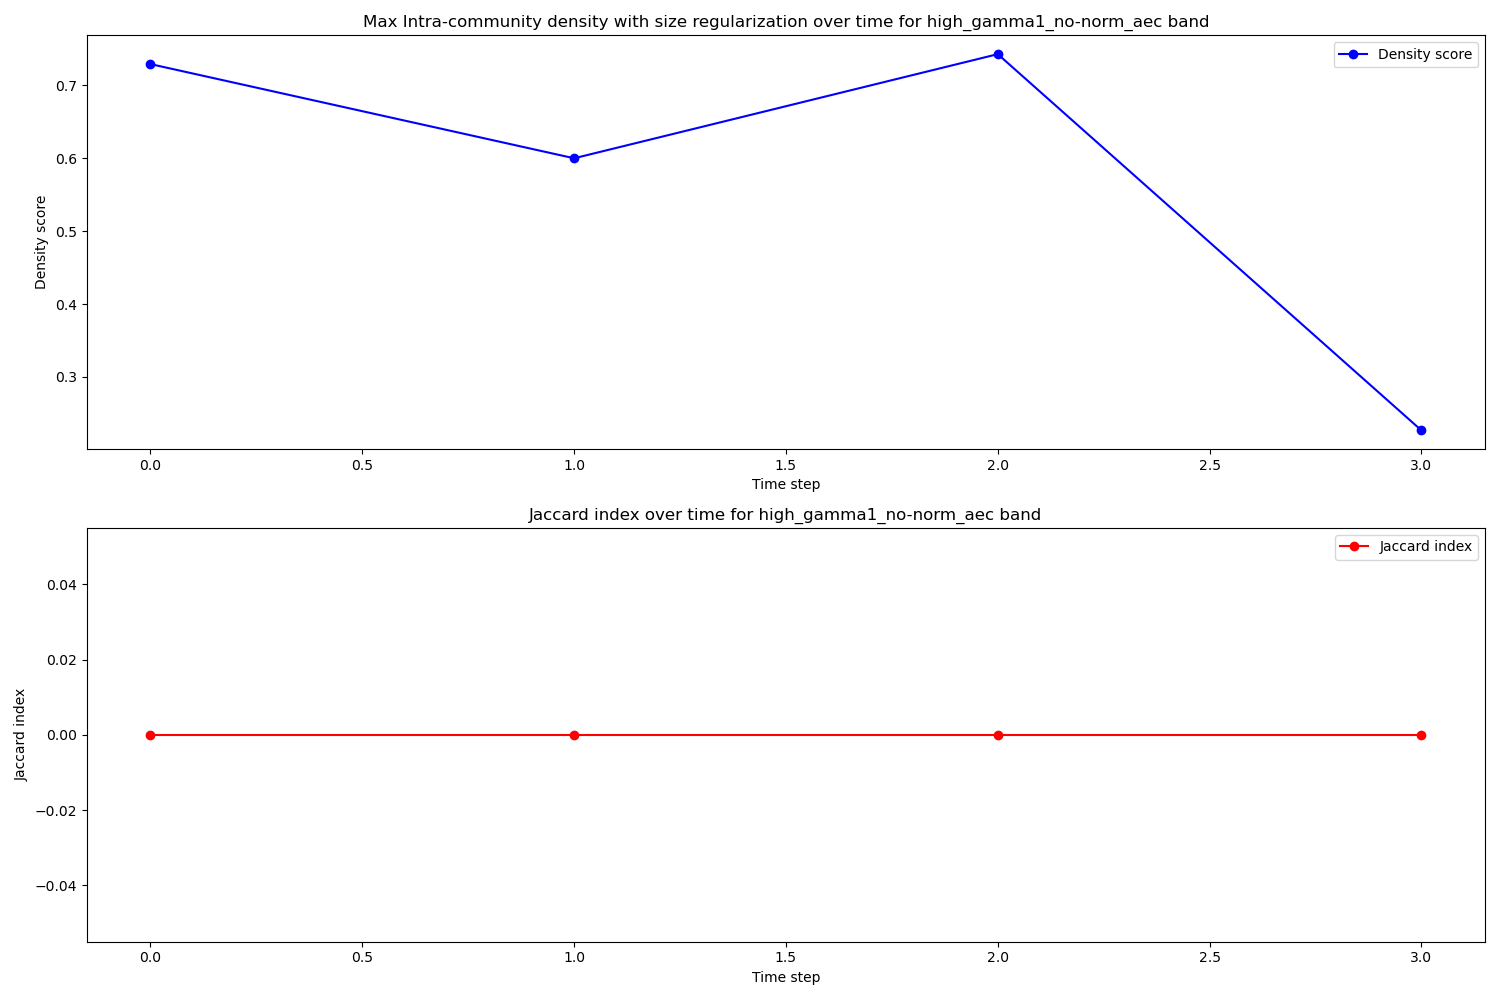 Max Intra-community density with size regularization over time for high_gamma1_no-norm_aec band
Density score
0.7
0.6
0.5
0.4
0.3
Density score
0.0 0.5 1.0 1.5 2.0 2.5 3.0
Time step
Jaccard index over time for high_gamma1_no-norm_aec band
Jaccard index
0.04
0.02
0.00
−0.02
−0.04
Jaccard index
0.0 0.5 1.0 1.5 2.0 2.5 3.0
Time step